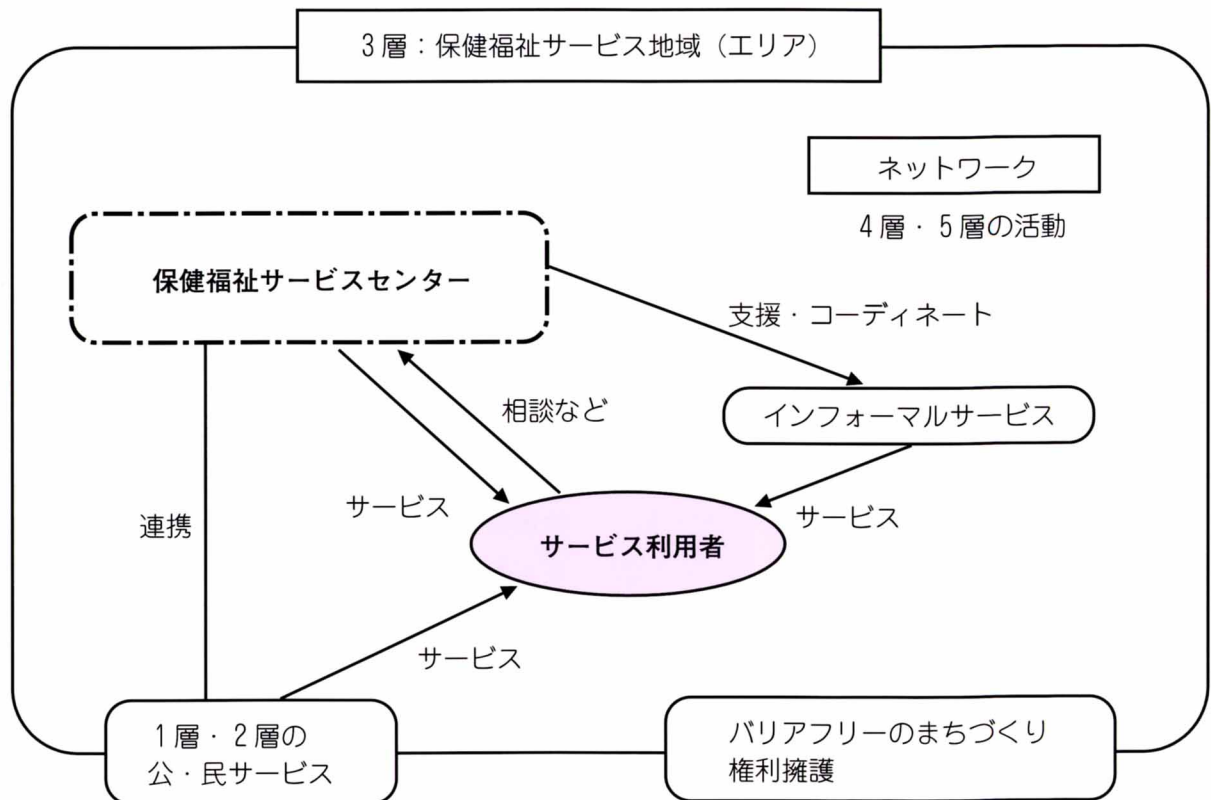 3層：保健福祉サービス地域（エリア）
ネットワーク
4層・5層の活動
保健福祉サービスセンター
支援・コーディネート
相談など
インフォーマルサービス
サービス
サービス
連携
サービス利用者
サービス
1層・2層の
公・民サービス
バリアフリーのまちづくり
権利擁護